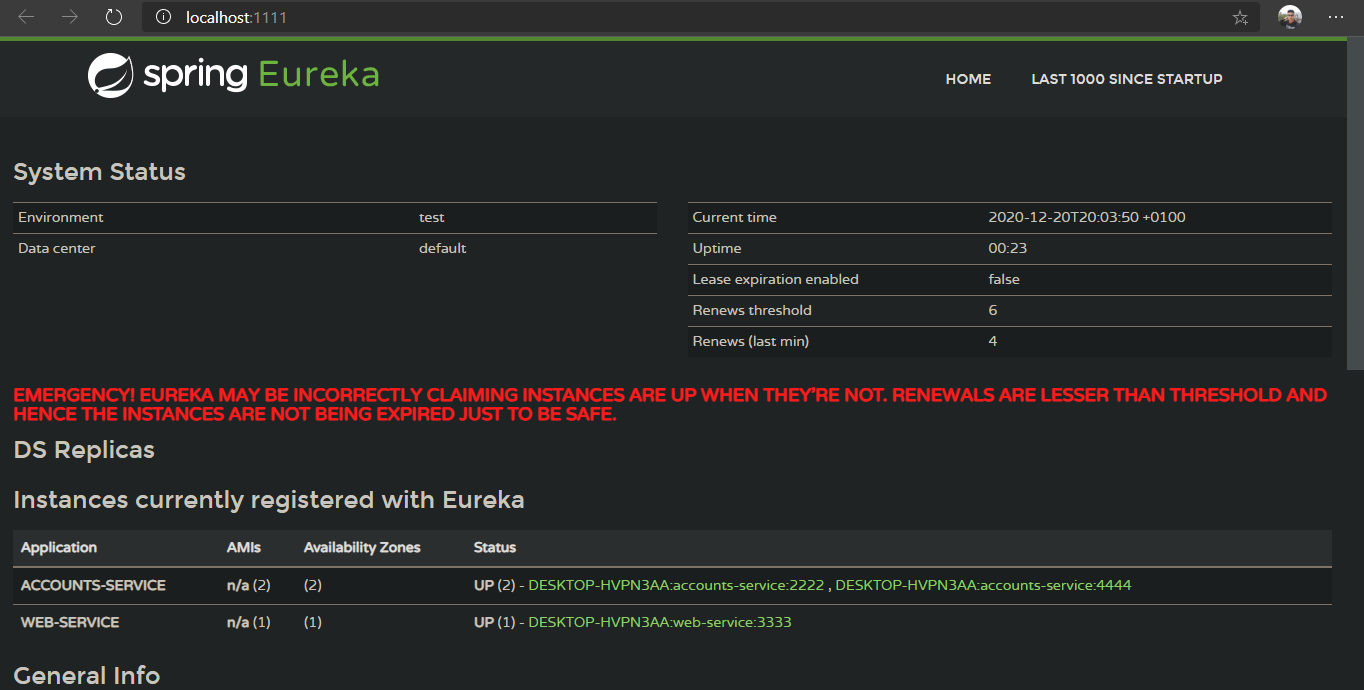 localhost:1111
spring Eureka
HOME LAST 1000 SINCE STARTUP
System Status
Environment test
Data center default
Current time 2020-12-20T20:03:50 +0100
Uptime 00:23
Lease expiration enabled false
Renews threshold 6
Renews (last min) 4
EMERGENCY! EUREKA MAY BE INCORRECTLY CLAIMING INSTANCES ARE UP WHEN THEY'RE NOT. RENEWALS ARE LESSER THAN THRESHOLD AND
HENCE THE INSTANCES ARE NOT BEING EXPIRED JUST TO BE SAFE.
DS Replicas
Instances currently registered with Eureka
Application AMIs Availability Zones Status
ACCOUNTS-SERVICE n/a (2) (2) UP (2) - DESKTOP-HVPN3AA:accounts-service:2222 , DESKTOP-HVPN3AA:accounts-service:4444
WEB-SERVICE n/a (1) (1) UP (1) - DESKTOP-HVPN3AA:web-service:3333
General Info